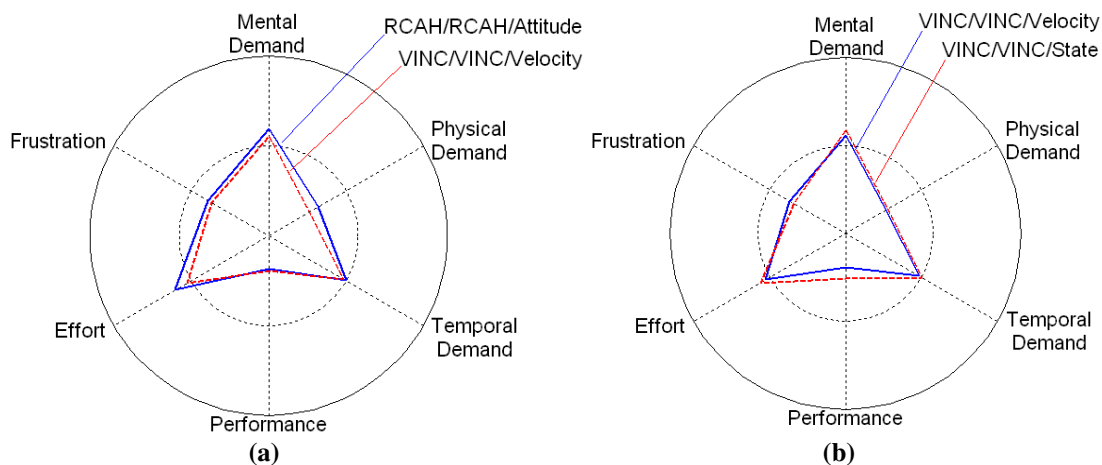 Mental
Demand
RCAH/RCAH/Attitude
VINC/VINC/Velocity
Physical
Demand
Frustration
Effort
Temporal
Demand
Performance
(a)
Mental
Demand
VINC/VINC/Velocity
VINC/VINC/State
Physical
Demand
Frustration
Effort
Temporal
Demand
Performance
(b)